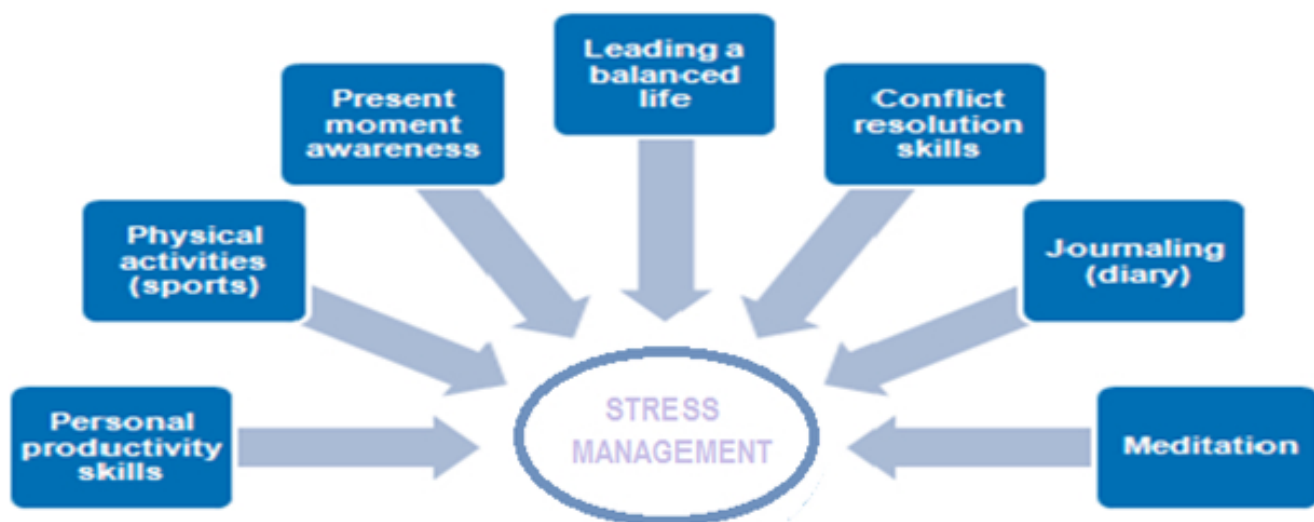 Leading a
balanced
life
Present
moment
awareness
Conflict
resolution
skills
Physical
activities
(sports)
Journaling
(diary)
Personal
productivity
skills
STRESS
MANAGEMENT
Meditation